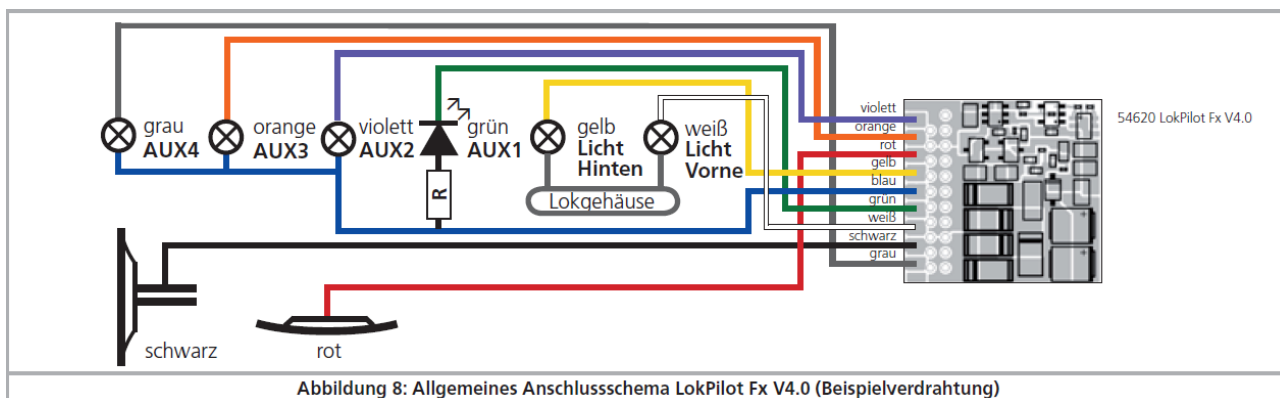 grau
AUX4
orange
AUX3
violett
AUX2
grün
AUX1
gelb
Licht
Hinten
weiß
Licht
Vorne
R
Lokgehäuse
violett
orange
rot
gelb
blau
grün
weiß
schwarz
grau
54620 LokPilot Fx V4.0
schwarz
rot
Abbildung 8: Allgemeines Anschlussschema LokPilot Fx V4.0 (Beispielverdrahtung)